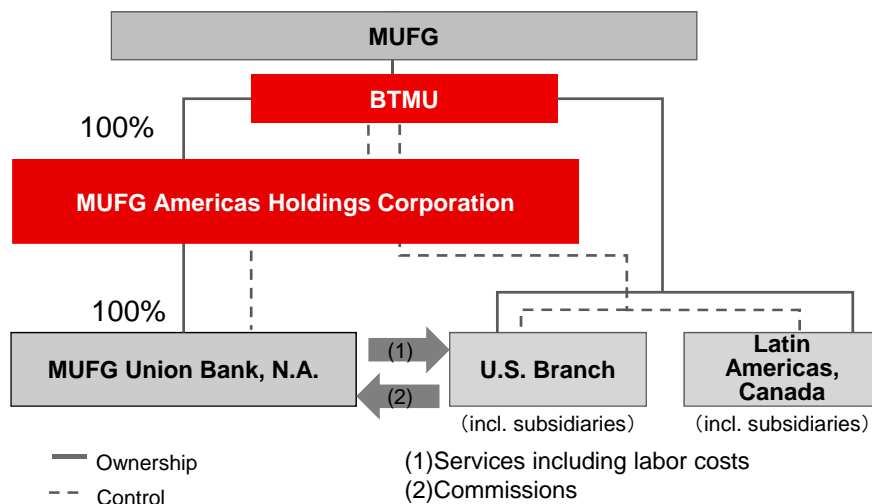 MUFG
BTMU
100%
MUFG Americas Holdings Corporation
100%
MUFG Union Bank, N.A.
(1)
(2)
U.S. Branch
Latin
Americas,
Canada
（incl. subsidiaries）
（incl. subsidiaries）
Ownership
Control
(1)Services including labor costs
(2)Commissions